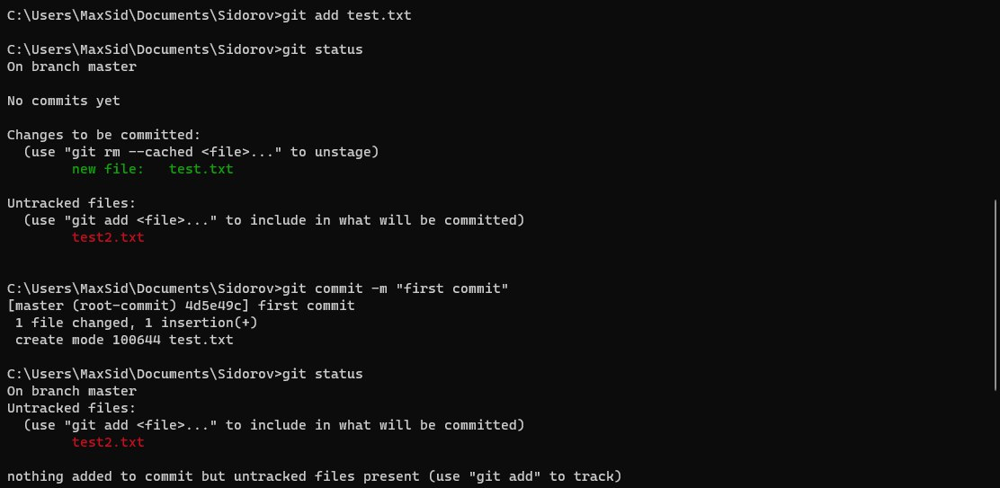 C:\Users\MaxSid\Documents\Sidorov>git add test.txt
C:\Users\MaxSid\Documents\Sidorov>git status
On branch master
No commits yet
Changes to be committed:
  (use "git rm --cached <file>..." to unstage)
        new file:   test.txt
Untracked files:
  (use "git add <file>..." to include in what will be committed)
        test2.txt
C:\Users\MaxSid\Documents\Sidorov>git commit -m "first commit"
[master (root-commit) 4d5e49c] first commit
 1 file changed, 1 insertion(+)
 create mode 100644 test.txt
C:\Users\MaxSid\Documents\Sidorov>git status
On branch master
Untracked files:
  (use "git add <file>..." to include in what will be committed)
        test2.txt
nothing added to commit but untracked files present (use "git add" to track)